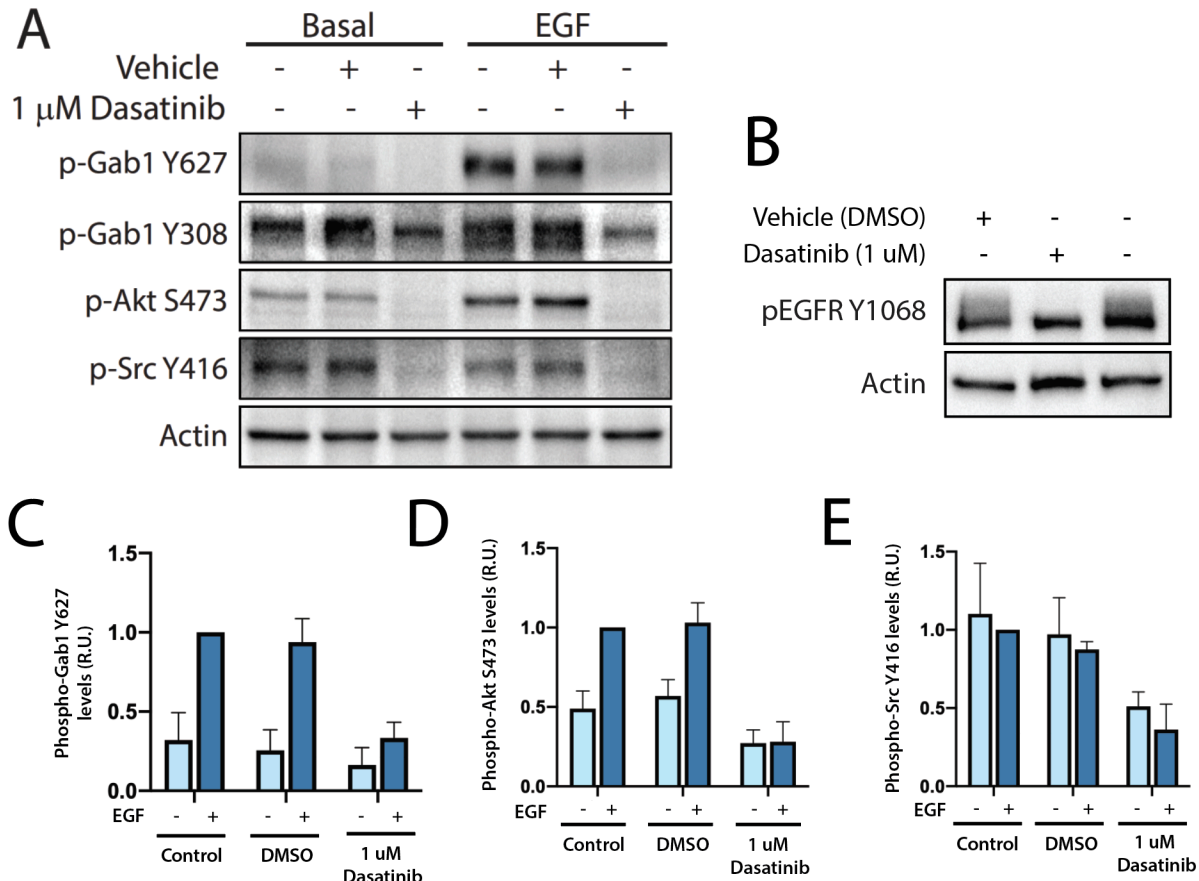 A
Basal EGF
Vehicle - + - - + -
1 μM Dasatinib - - + - - +
p-Gab1 Y627
p-Gab1 Y308
p-Akt S473
p-Src Y416
Actin
B
Vehicle (DMSO) + - -
Dasatinib (1 uM) - + -
pEGFR Y1068
Actin
C
Phospho-Gab1 Y627
levels (R.U.)
1.5
1.0
0.5
0.0
EGF - + - + - +
Control DMSO 1 uM
Dasatinib
D
Phospho-Akt S473 levels (R.U.)
1.5
1.0
0.5
0.0
EGF - + - + - +
Control DMSO 1 uM
Dasatinib
E
Phospho-Src Y416 levels (R.U.)
1.5
1.0
0.5
0.0
EGF - + - + - +
Control DMSO 1 uM
Dasatinib